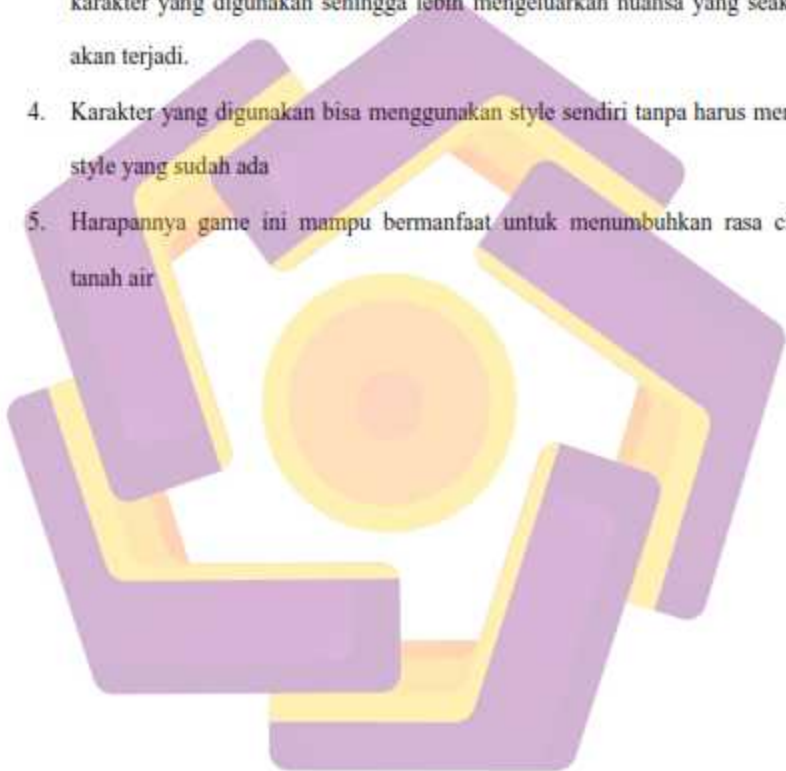 karakter yang digunakan sehingga lebih mengeluarkan nuansa yang
akan terjadi.
4. Karakter yang digunakan bisa menggunakan style sendiri tanpa harus
style yang sudah ada
5. Harapannya game ini mampu bermanfaat untuk menumbuhkan rasa
tanah air